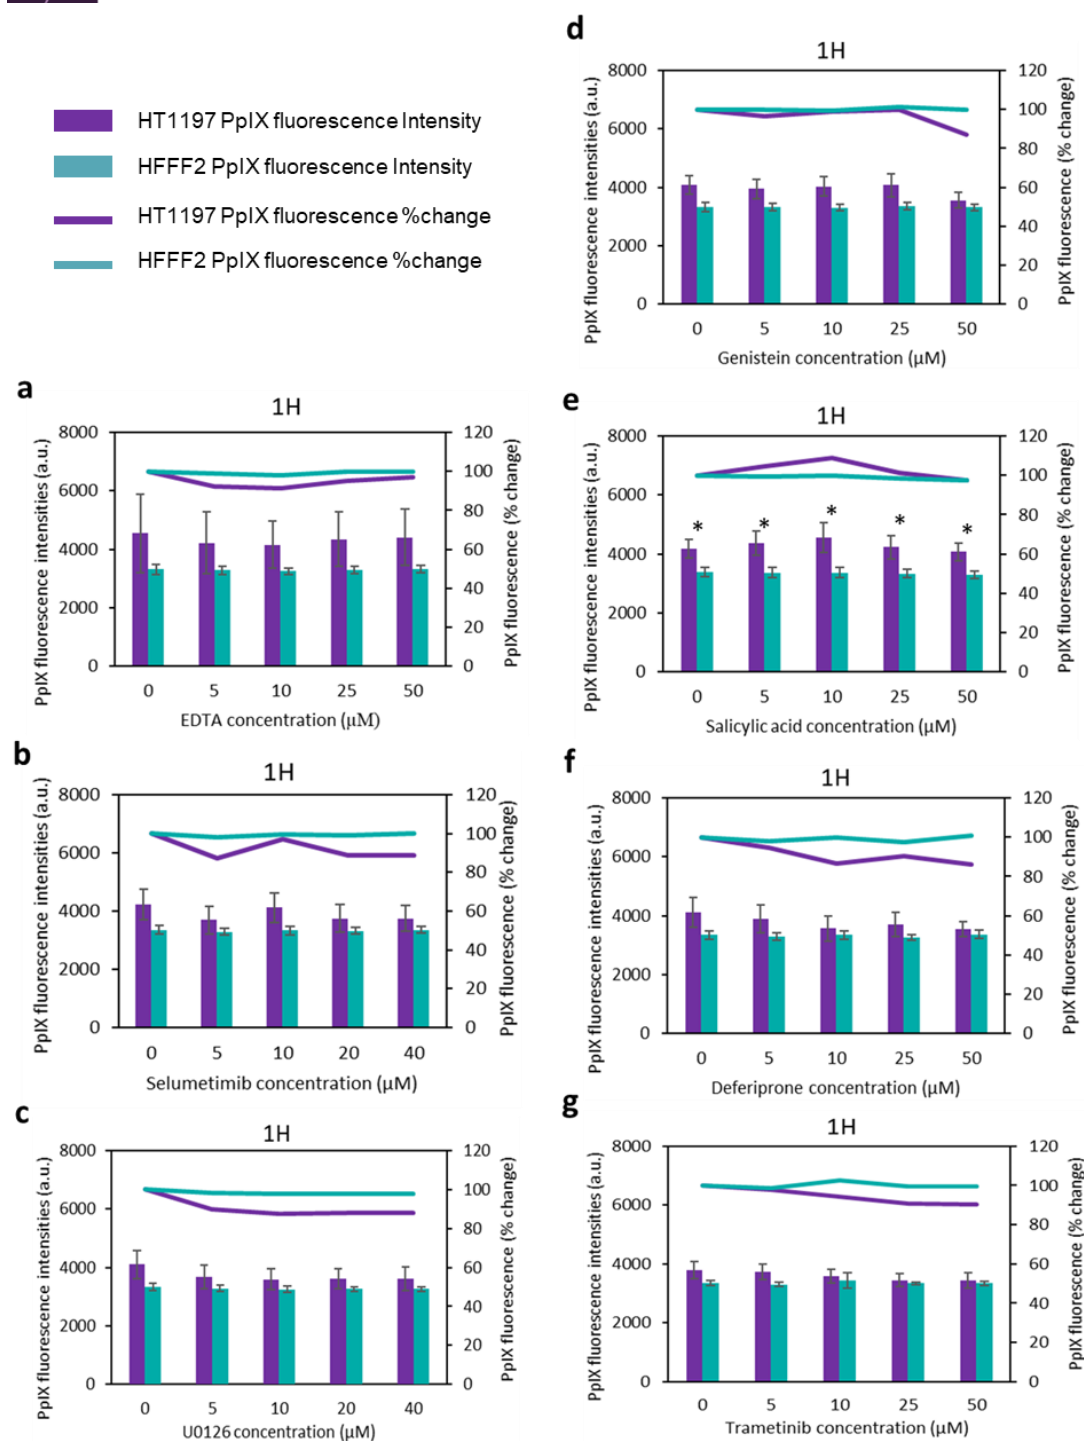 HT1197 PpIX fluorescence Intensity
HFFF2 PpIX fluorescence Intensity
HT1197 PpIX fluorescence %change
HFFF2 PpIX fluorescence %change
a
1H
PpIX fluorescence intensities (a.u.)
8000
6000
4000
2000
0
120
100
80
60
40
20
0
PpIX fluorescence (% change)
0 5 10 25 50
EDTA concentration (µM)
b
1H
PpIX fluorescence intensities (a.u.)
8000
6000
4000
2000
0
120
100
80
60
40
20
0
PpIX fluorescence (% change)
0 5 10 20 40
Selumetimib concentration (µM)
c
1H
PpIX fluorescence intensities (a.u.)
8000
6000
4000
2000
0
120
100
80
60
40
20
0
PpIX fluorescence (% change)
0 5 10 20 40
U0126 concentration (µM)
d
1H
PpIX fluorescence intensities (a.u.)
8000
6000
4000
2000
0
120
100
80
60
40
20
0
PpIX fluorescence (% change)
0 5 10 25 50
Genistein concentration (µM)
e
1H
PpIX fluorescence intensities (a.u.)
8000
6000
4000
2000
0
* * * * *
120
100
80
60
40
20
0
PpIX fluorescence (% change)
0 5 10 25 50
Salicylic acid concentration (µM)
f
1H
PpIX fluorescence intensities (a.u.)
8000
6000
4000
2000
0
120
100
80
60
40
20
0
PpIX fluorescence (% change)
0 5 10 25 50
Deferiprone concentration (µM)
g
1H
PpIX fluorescence intensities (a.u.)
8000
6000
4000
2000
0
120
100
80
60
40
20
0
PpIX fluorescence (% change)
0 5 10 25 50
Trametinib concentration (µM)